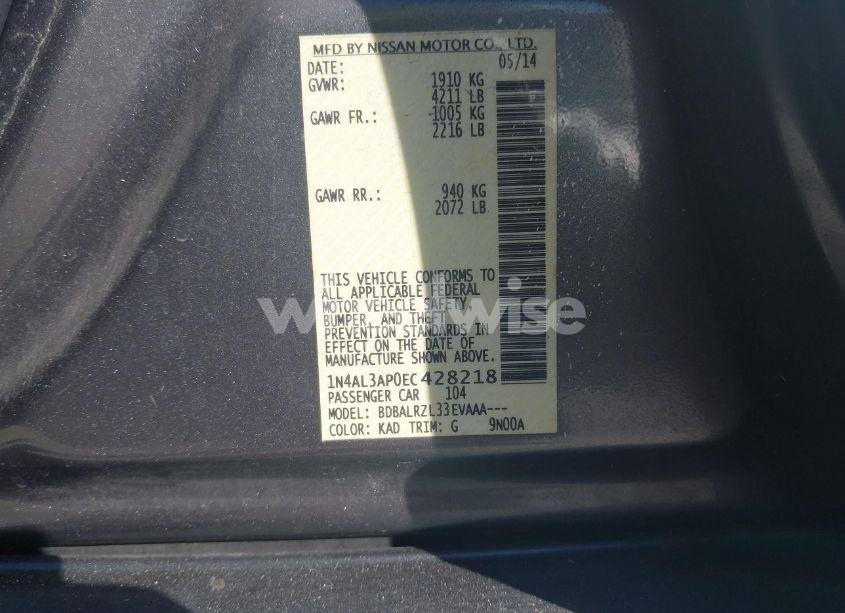 MFD BY NISSAN MOTOR CO., LTD.
DATE: 05/14
GVWR: 1910 KG
4211 LB
GAWR FR.: 1005 KG
2216 LB
GAWR RR.: 940 KG
2072 LB
THIS VEHICLE CONFORMS TO
ALL APPLICABLE FEDERAL
MOTOR VEHICLE SAFETY,
BUMPER, AND THEFT
PREVENTION STANDARDS IN
EFFECT ON THE DATE OF
MANUFACTURE SHOWN ABOVE.
1N4AL3AP0EC428218
PASSENGER CAR 104
MODEL: BDBALRZL33EVAAA---
COLOR: KAD TRIM: G 9N00A